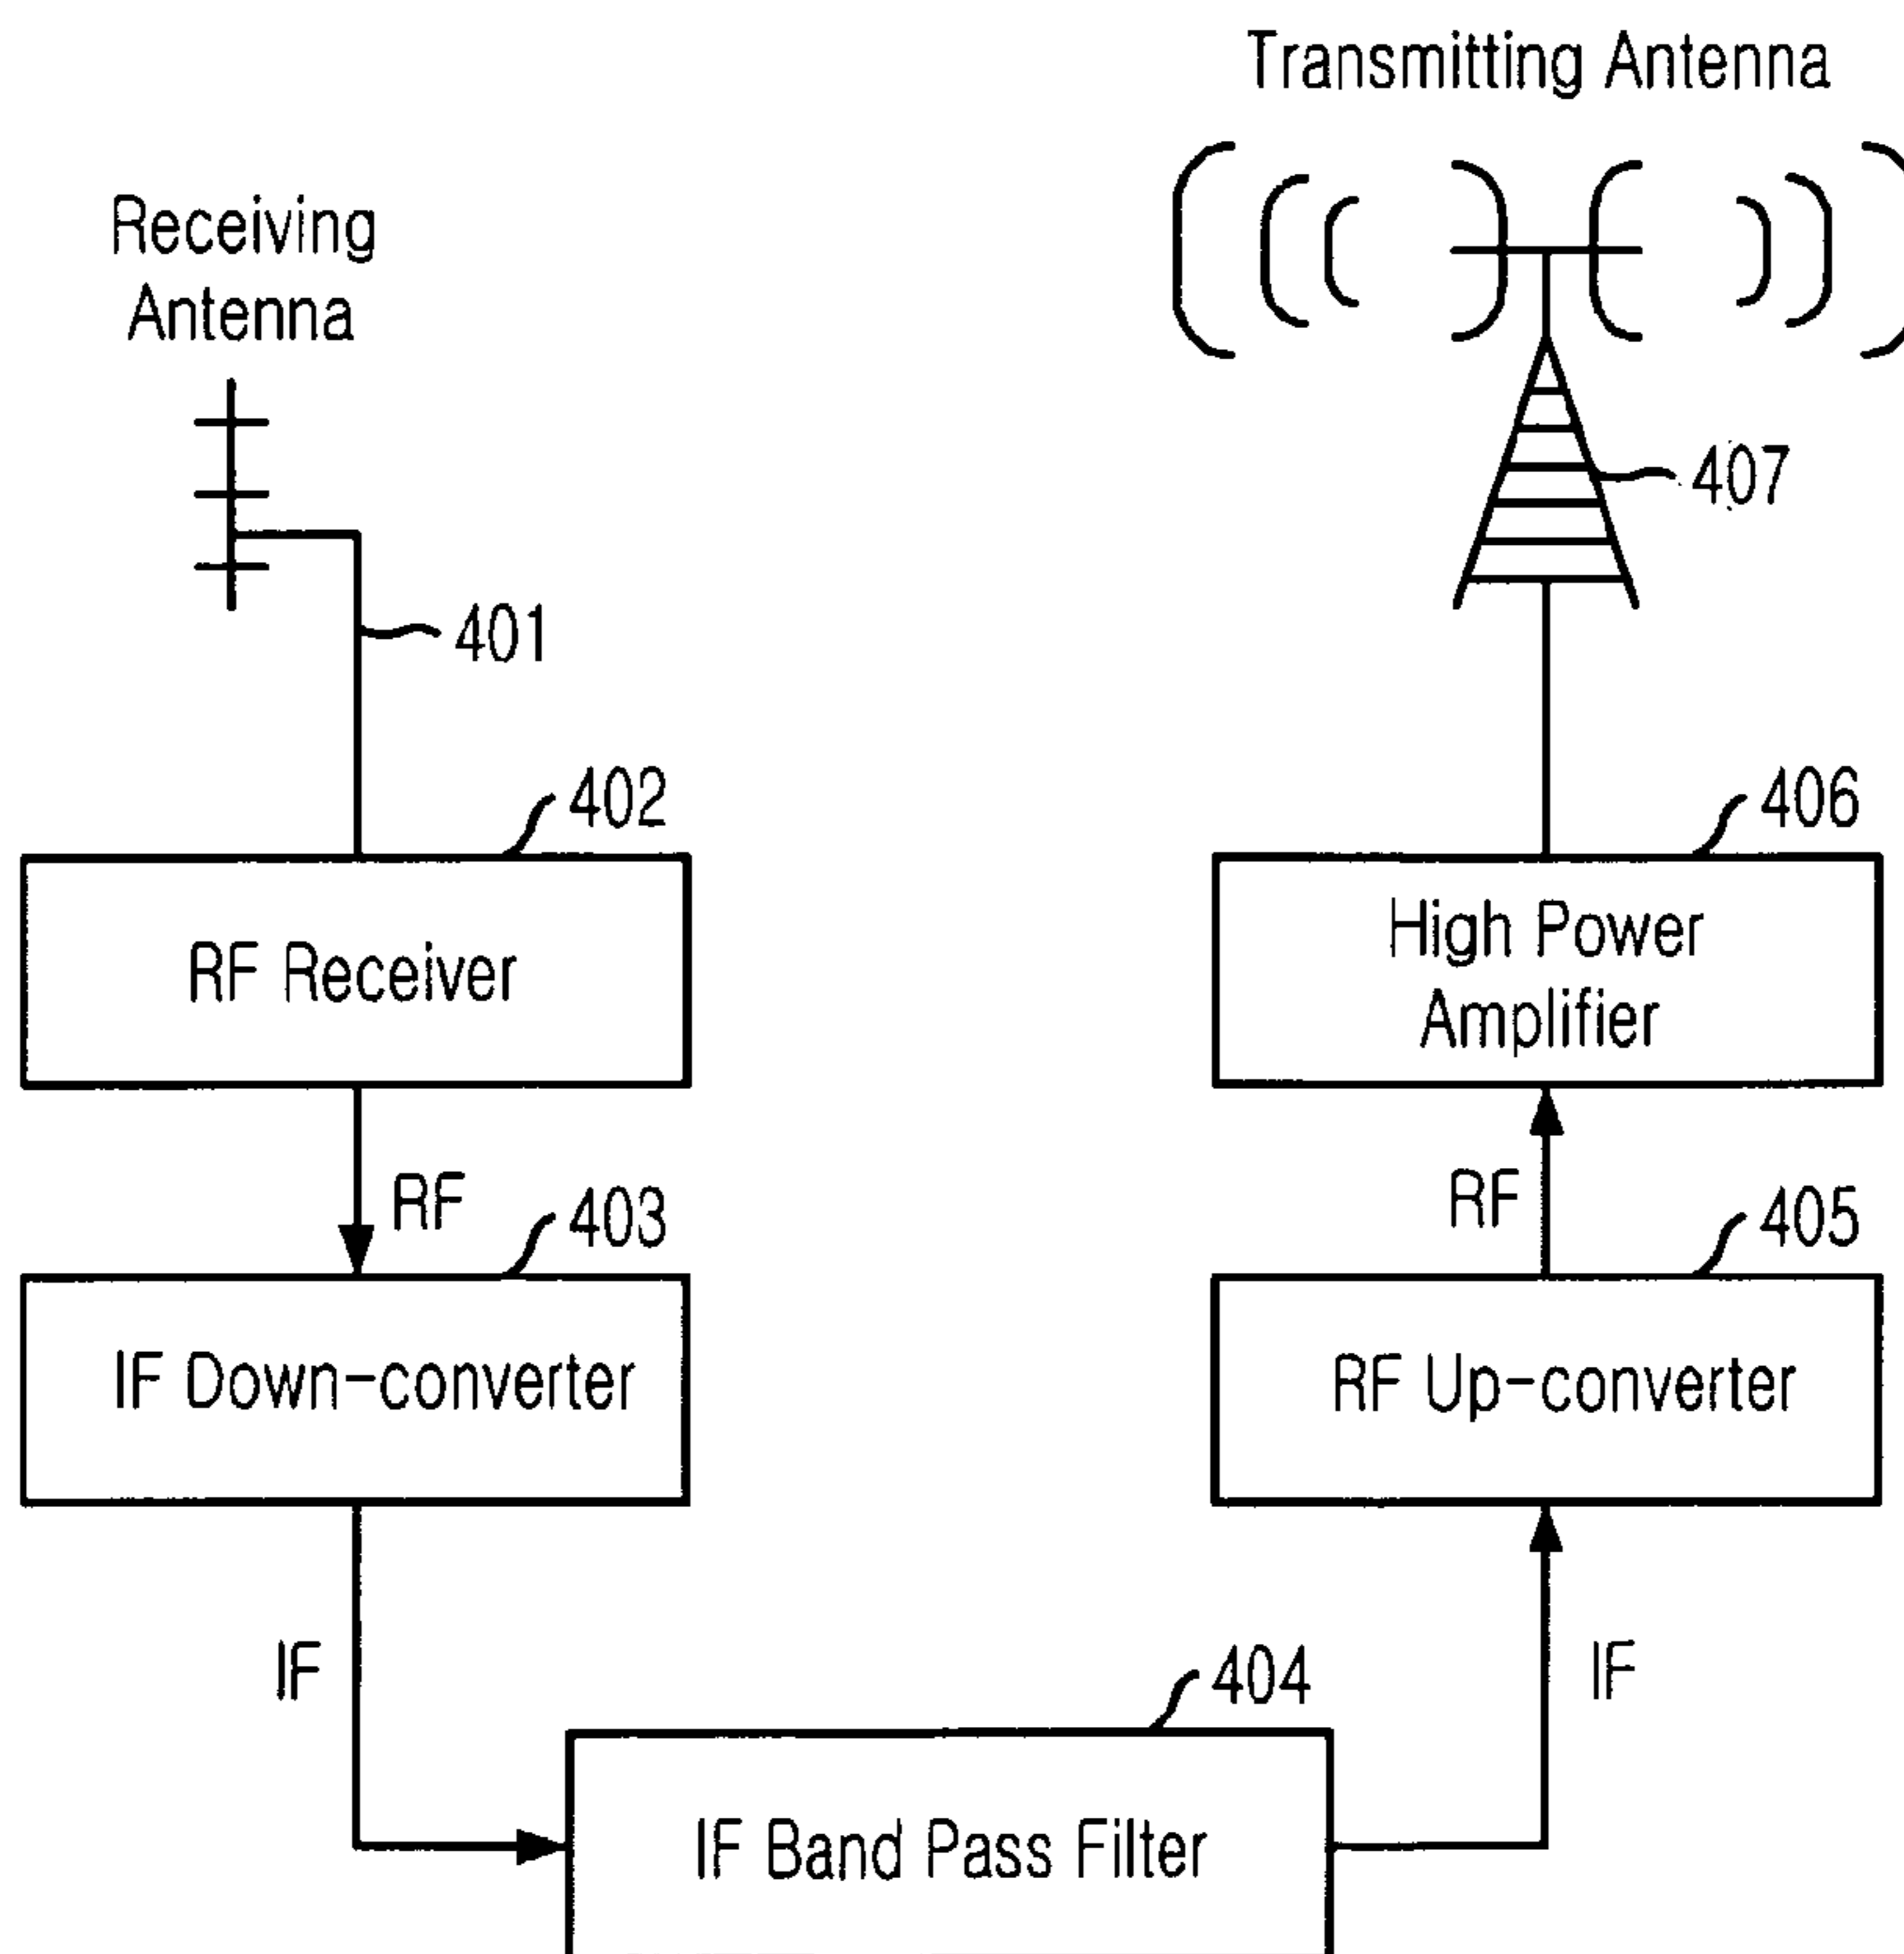 Transmitting Antenna
Receiving
Antenna
407
401
402
406
RF Receiver
High Power
Amplifier
RF
403
RF
405
IF Down-converter
RF Up-converter
IF
404
IF
IF Band Pass Filter